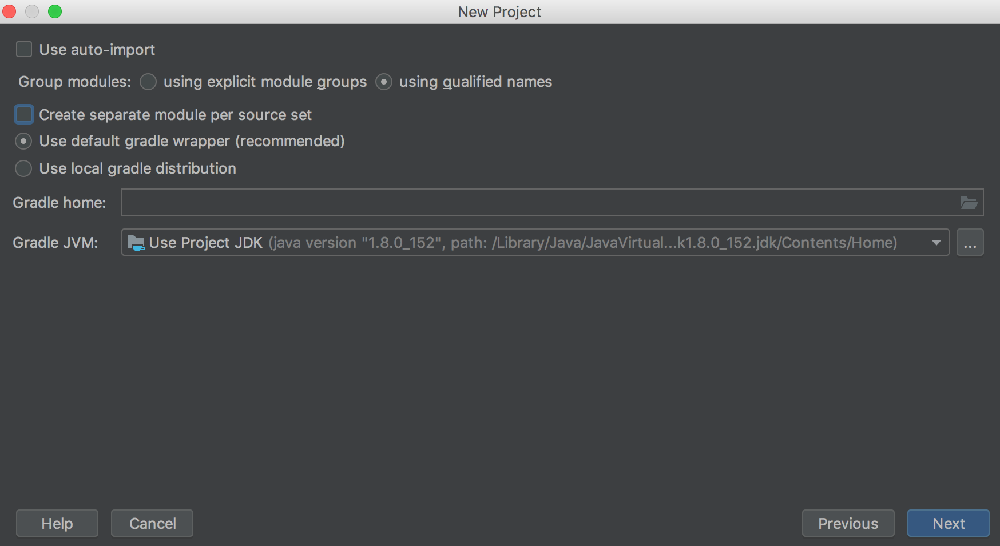 New Project
Use auto-import
Group modules: using explicit module groups using qualified names
Create separate module per source set
Use default gradle wrapper (recommended)
Use local gradle distribution
Gradle home:
Gradle JVM: Use Project JDK (java version "1.8.0_152", path: /Library/Java/JavaVirtual...k1.8.0_152.jdk/Contents/Home) ...
Help Cancel Previous Next